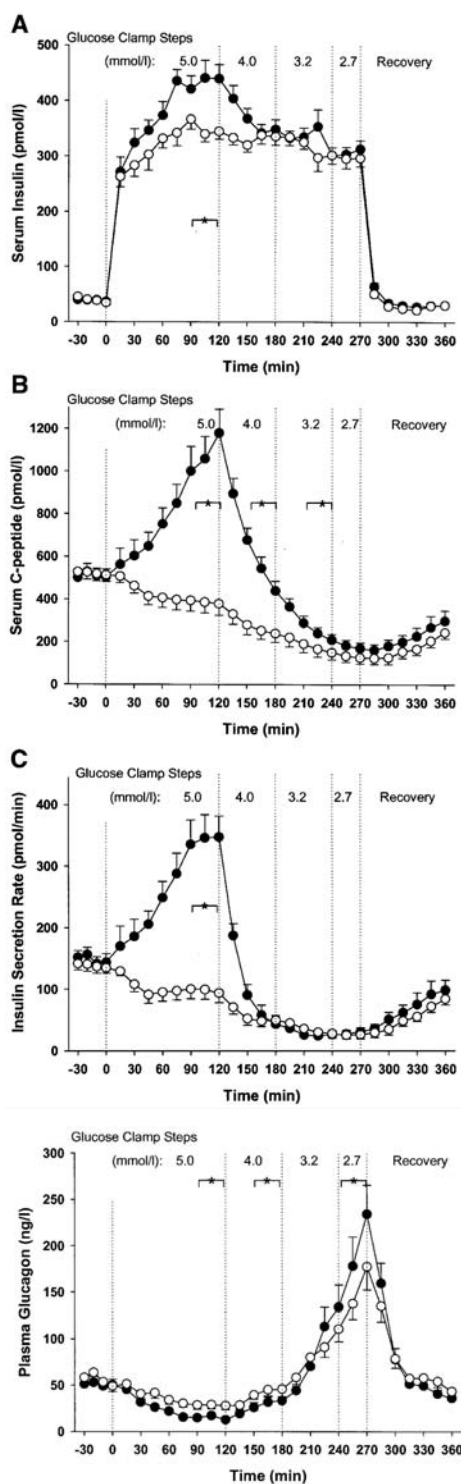 A
Glucose Clamp Steps
(mmol/l): 5.0 4.0 3.2 2.7 Recovery
Serum Insulin (pmol/l)
500
400
300
200
100
0
-30 0 30 60 90 120 150 180 210 240 270 300 330 360
Time (min)
B
Glucose Clamp Steps
(mmol/l): 5.0 4.0 3.2 2.7 Recovery
Serum C-peptide (pmol/l)
1200
1000
800
600
400
200
0
-30 0 30 60 90 120 150 180 210 240 270 300 330 360
Time (min)
C
Glucose Clamp Steps
(mmol/l): 5.0 4.0 3.2 2.7 Recovery
Insulin Secretion Rate (pmol/min)
400
300
200
100
0
-30 0 30 60 90 120 150 180 210 240 270 300 330 360
Time (min)
Glucose Clamp Steps
(mmol/l): 5.0 4.0 3.2 2.7 Recovery
Plasma Glucagon (ng/l)
300
250
200
150
100
50
0
-30 0 30 60 90 120 150 180 210 240 270 300 330 360
Time (min)